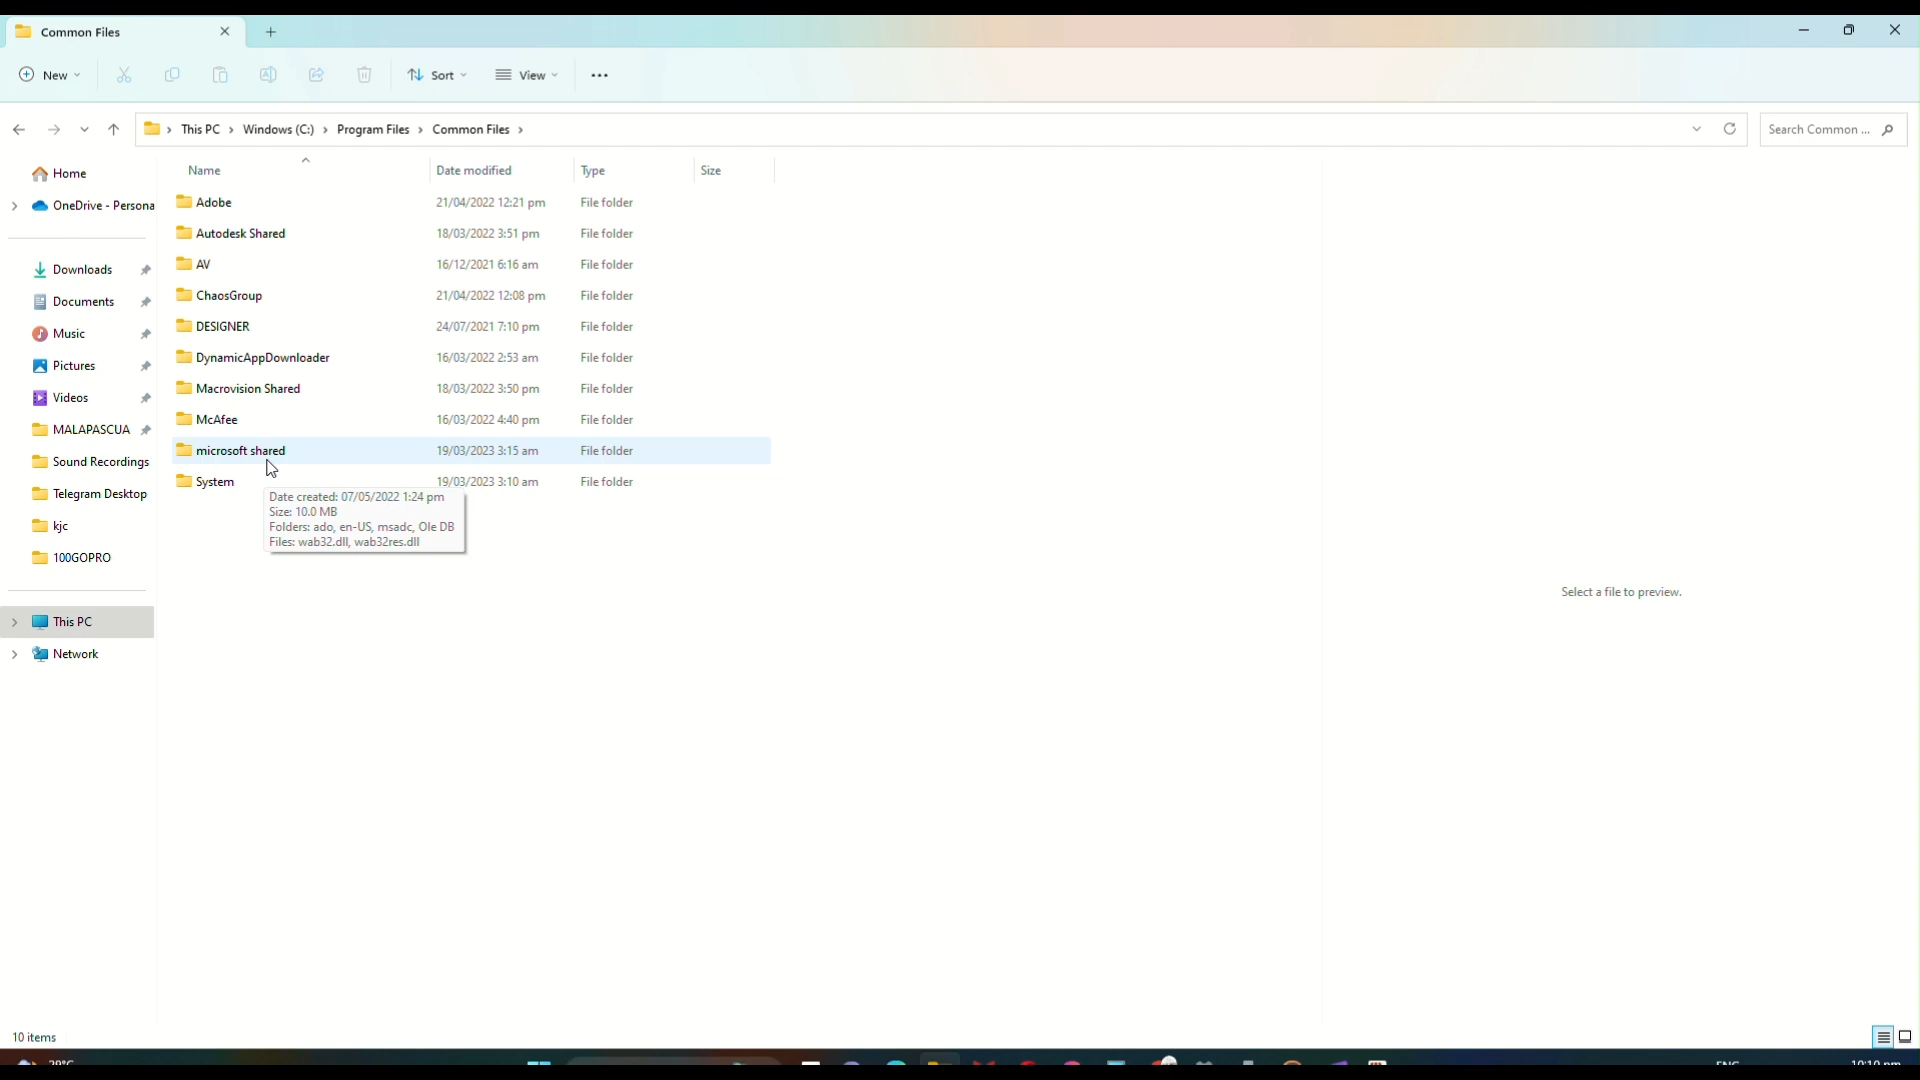 Common Files
New
Sort
View
This PC > Windows (C:) > Program Files > Common Files >
Search Common ...
Name
Date modified
Type
Size
Home
OneDrive - Persona
Downloads
Documents
Music
Pictures
Videos
MALAPASCUA
Sound Recordings
Telegram Desktop
kjc
100GOPRO
This PC
Network
Adobe 21/04/2022 12:21 pm File folder
Autodesk Shared 18/03/2022 3:51 pm File folder
AV 16/12/2021 6:16 am File folder
ChaosGroup 21/04/2022 12:08 pm File folder
DESIGNER 24/07/2021 7:10 pm File folder
DynamicAppDownloader 16/03/2022 2:53 am File folder
Macrovision Shared 18/03/2022 3:50 pm File folder
McAfee 16/03/2022 4:40 pm File folder
microsoft shared 19/03/2023 3:15 am File folder
System 19/03/2023 3:10 am File folder
Date created: 07/05/2022 1:24 pm
Size: 10.0 MB
Folders: ado, en-US, msadc, Ole DB
Files: wab32.dll, wab32res.dll
Select a file to preview.
10 items